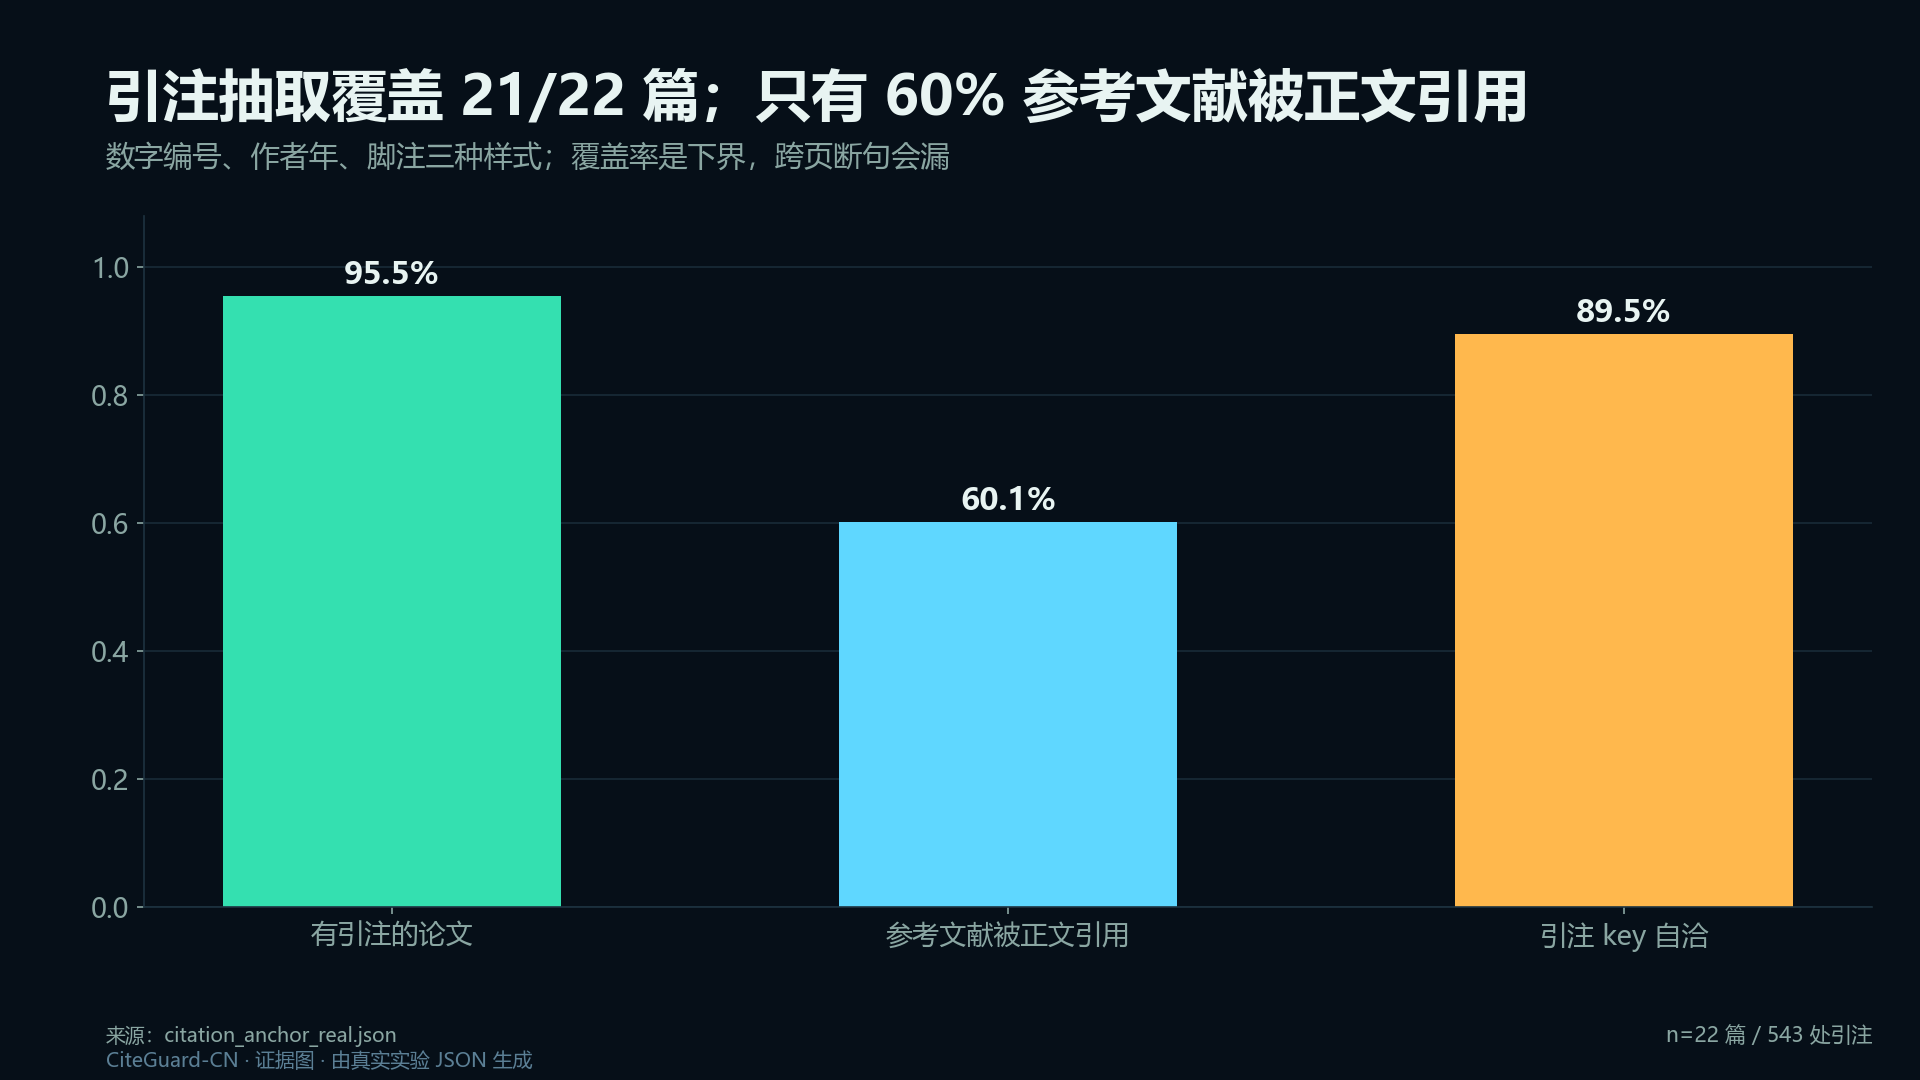 引注抽取覆盖 21/22 篇；只有 60% 参考文献被正文引用
数字编号、作者年、脚注三种样式；覆盖率是下界，跨页断句会漏
1.0
0.8
0.6
0.4
0.2
0.0
95.5%
60.1%
89.5%
有引注的论文
参考文献被正文引用
引注 key 自洽
来源：citation_anchor_real.json
CiteGuard-CN · 证据图 · 由真实实验 JSON 生成
n=22 篇 / 543 处引注